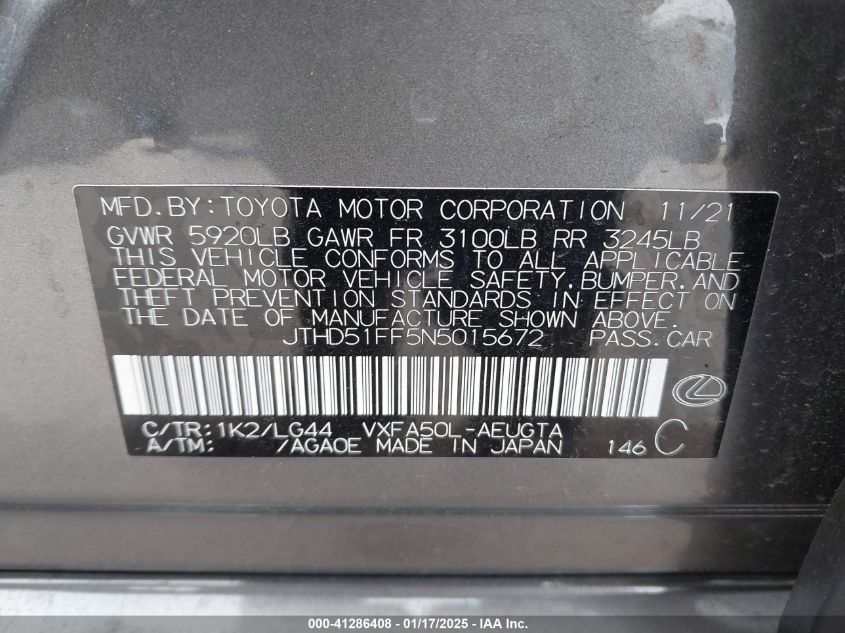 MFD.BY:TOYOTA MOTOR CORPORATION 11/21
GVWR 5920LB GAWR FR 3100LB RR 3245LB
THIS VEHICLE CONFORMS TO ALL APPLICABLE
FEDERAL MOTOR VEHICLE SAFETY,BUMPER,AND
THEFT PREVENTION STANDARDS IN EFFECT ON
THE DATE OF MANUFACTURE SHOWN ABOVE.
JTHD51FF5N5015672 PASS.CAR
C/TR:1K2/LG44 VXFA50L-AEUGTA
A/TM: /AGA0E MADE IN JAPAN 146 C
000-41286408 - 01/17/2025 - IAA Inc.